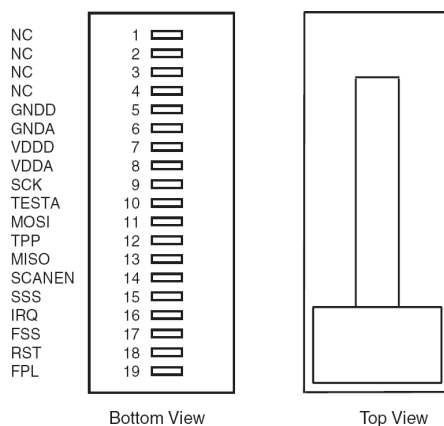 NC 1
NC 2
NC 3
NC 4
GNDD 5
GNDA 6
VDDD 7
VDDA 8
SCK 9
TESTA 10
MOSI 11
TPP 12
MISO 13
SCANEN 14
SSS 15
IRQ 16
FSS 17
RST 18
FPL 19
Bottom View Top View